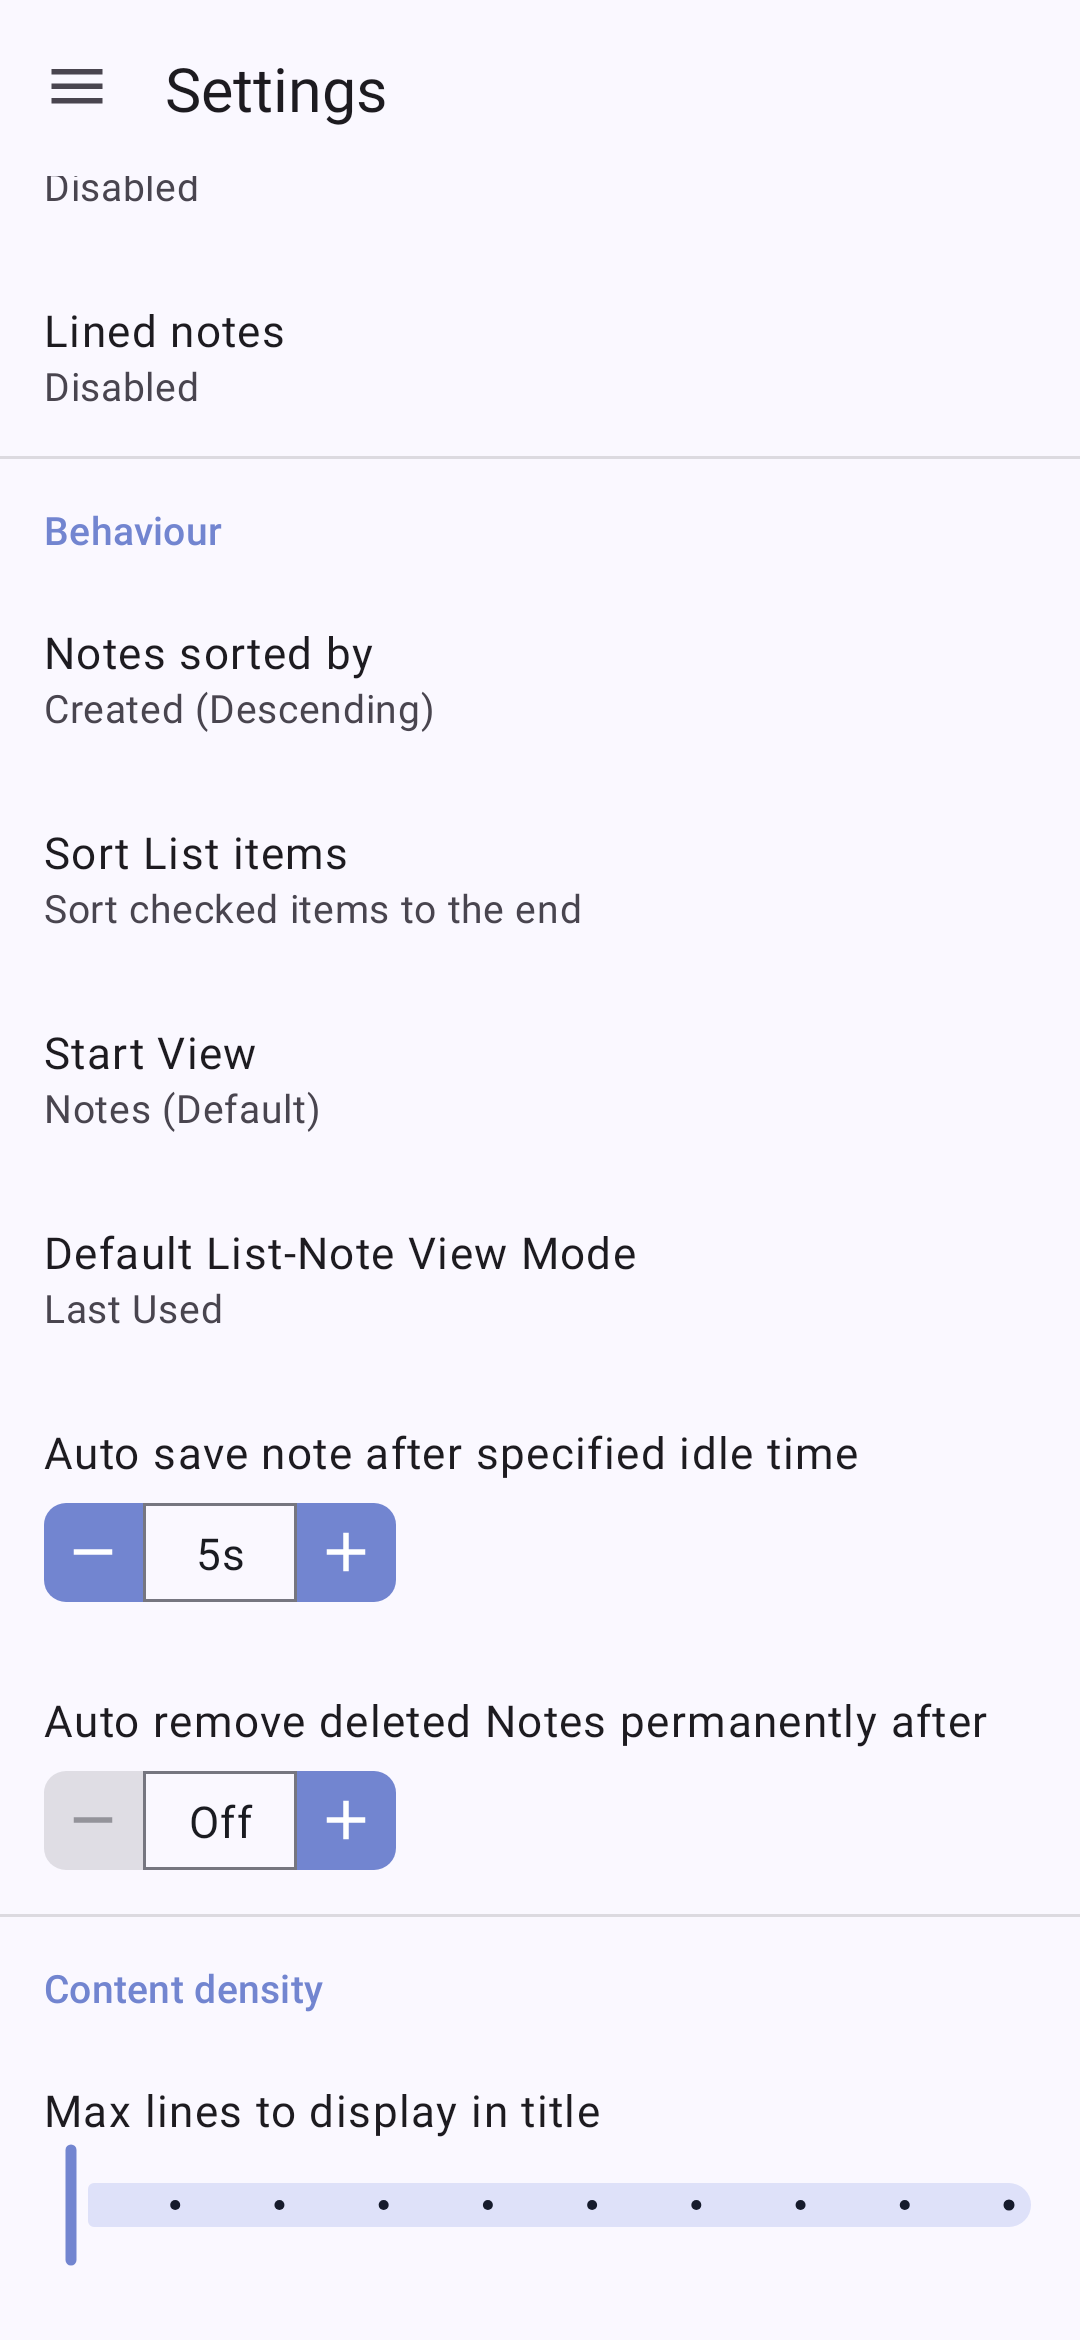 Settings
Disabled
Lined notes
Disabled
Behaviour
Notes sorted by
Created (Descending)
Sort List items
Sort checked items to the end
Start View
Notes (Default)
Default List-Note View Mode
Last Used
Auto save note after specified idle time
5s
Auto remove deleted Notes permanently after
Off
Content density
Max lines to display in title